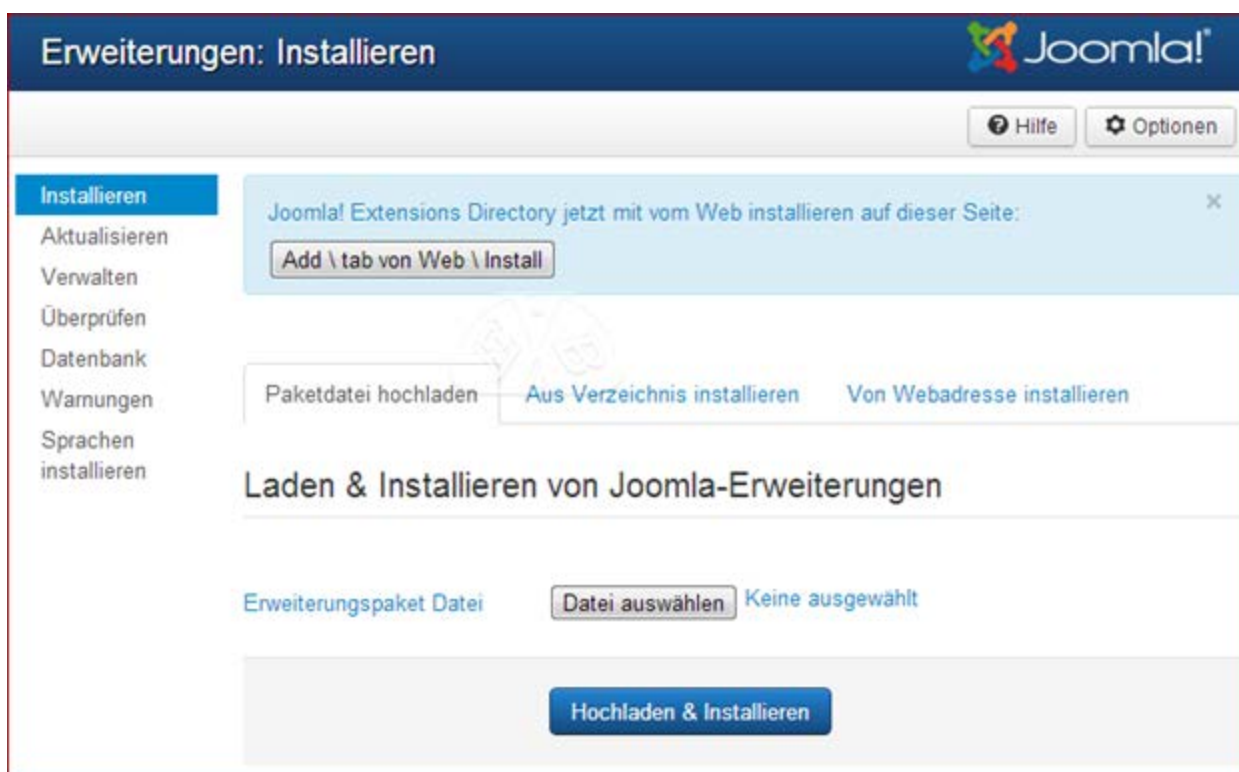 Erweiterungen: Installieren
Joomla!®
Hilfe
Optionen
Installieren
Aktualisieren
Verwalten
Überprüfen
Datenbank
Warnungen
Sprachen
installieren
Joomla! Extensions Directory jetzt mit vom Web installieren auf dieser Seite:
×
Add \ tab von Web \ Install
Paketdatei hochladen
Aus Verzeichnis installieren
Von Webadresse installieren
Laden & Installieren von Joomla-Erweiterungen
Erweiterungspaket Datei
Datei auswählen
Keine ausgewählt
Hochladen & Installieren